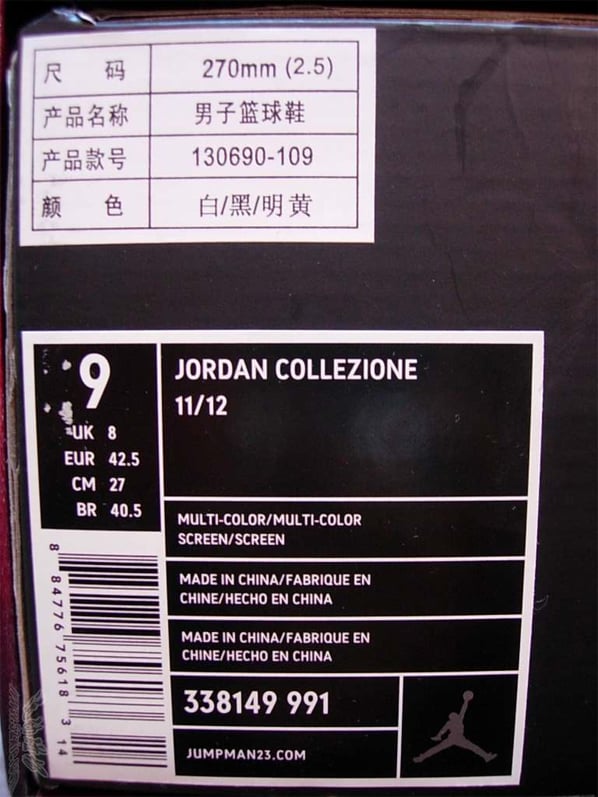 尺 码 270mm (2.5)
产品名称 男子篮球鞋
产品款号 130690-109
颜 色 白/黑/明黄
9
UK 8
EUR 42.5
CM 27
BR 40.5
JORDAN COLLEZIONE
11/12
MULTI-COLOR/MULTI-COLOR
SCREEN/SCREEN
MADE IN CHINA/FABRIQUE EN
CHINE/HECHO EN CHINA
MADE IN CHINA/FABRIQUE EN
CHINE/HECHO EN CHINA
338149 991
JUMPMAN23.COM
8 84776 75618 3 14